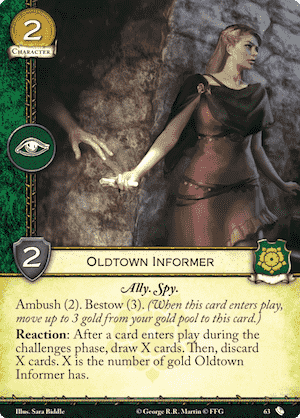 2
CHARACTER
2
OLDTOWN INFORMER
Ally. Spy.
Ambush (2). Bestow (3). (When this card enters play,
move up to 3 gold from your gold pool to this card.)
Reaction: After a card enters play during the
challenges phase, draw X cards. Then, discard
X cards. X is the number of gold Oldtown
Informer has.
Illus. Sara Biddle © George R.R. Martin © FFG 63